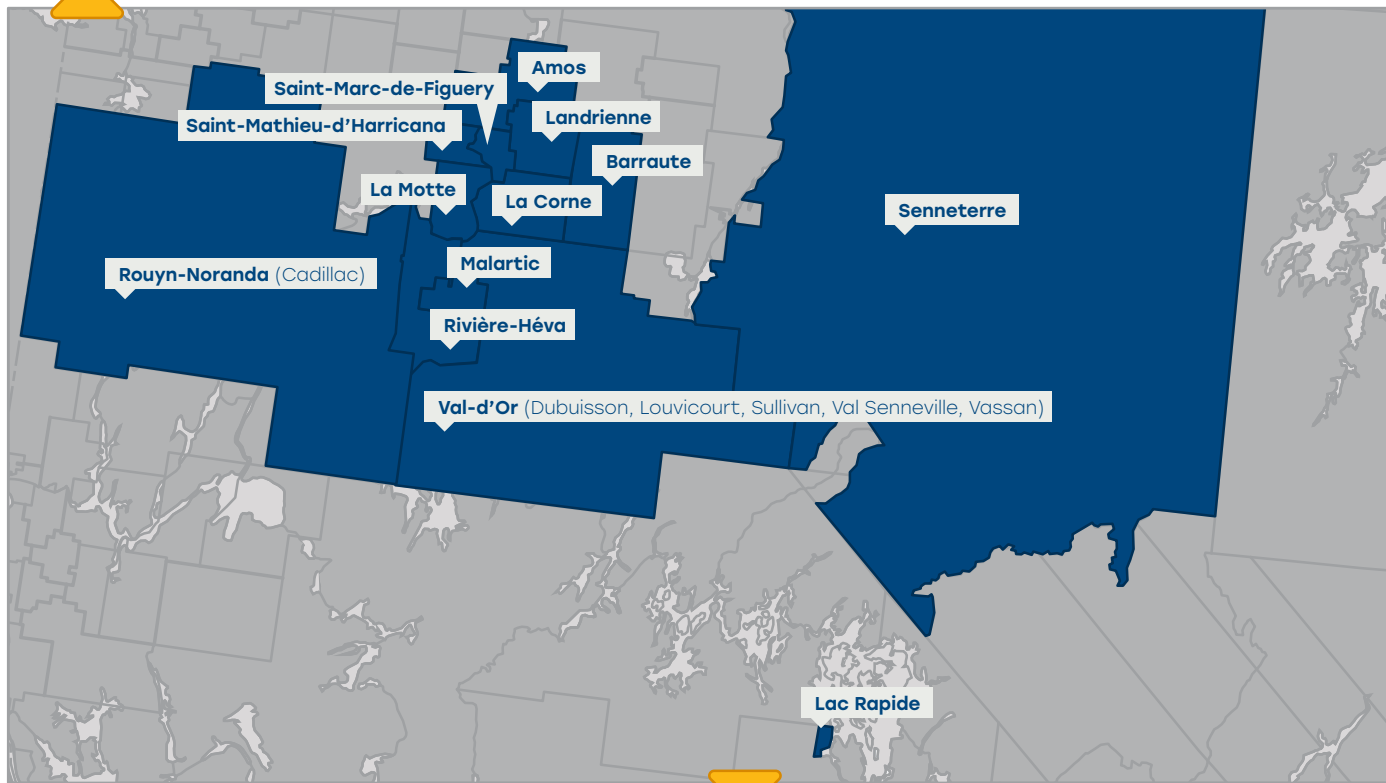 Amos
Saint-Marc-de-Figuery
Landrienne
Saint-Mathieu-d'Harricana
Barraute
La Motte
La Corne
Senneterre
Malartic
Rouyn-Noranda (Cadillac)
Rivière-Héva
Val-d'Or (Dubuisson, Louvicourt, Sullivan, Val Senneville, Vassan)
Lac Rapide